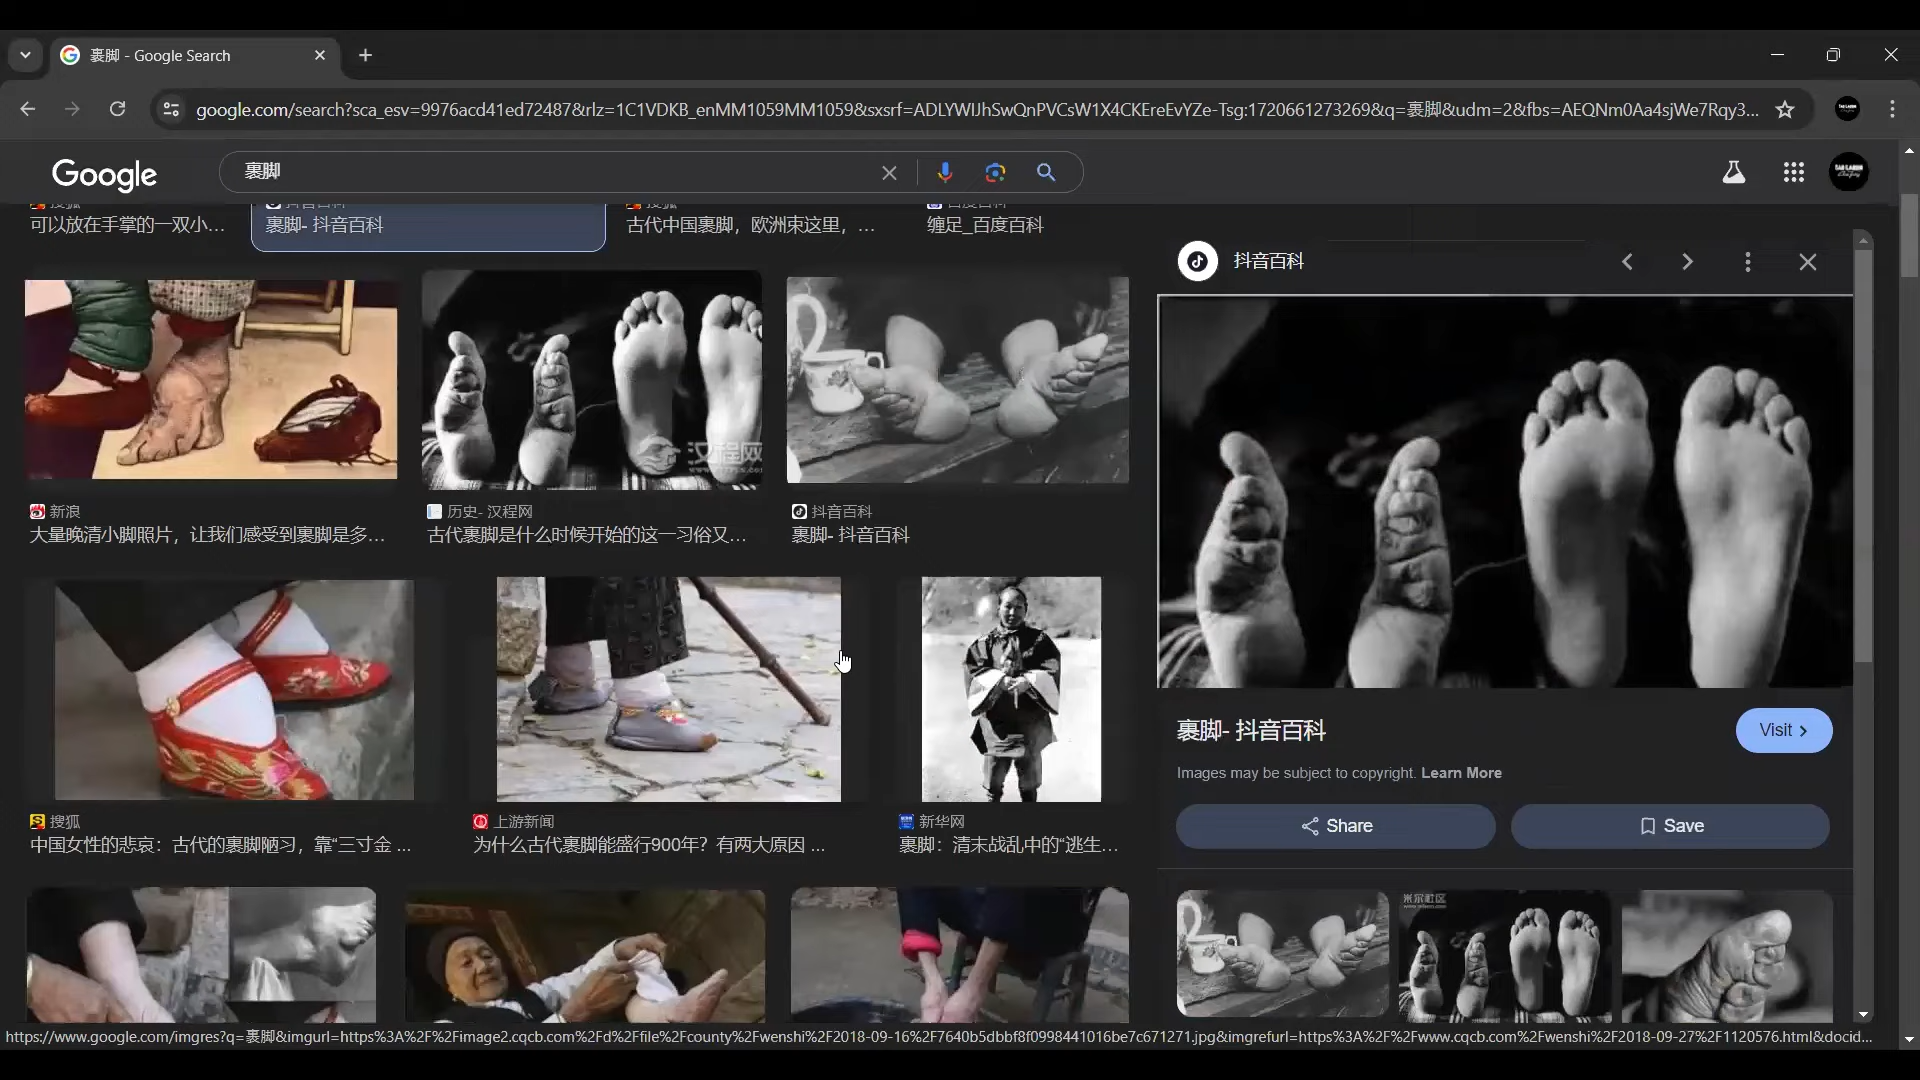 裹脚 - Google Search
google.com/search?sca_esv=9976acd41ed72487&rlz=1C1VDKB_enMM1059MM1059&sxsrf=ADLYWIJhSwQnPVCsW1X4CKEreEvYZe-Tsg:1720661273269&q=裹脚&udm=2&fbs=AEQNm0Aa4sjWe7Rqy3...
Google
裹脚
可以放在手掌的一双小...
裹脚- 抖音百科
古代中国裹脚，欧洲束这里，...
缠足_百度百科
抖音百科
汉程网
新浪
大量晚清小脚照片，让我们感受到裹脚是多...
历史- 汉程网
古代裹脚是什么时候开始的这一习俗又...
抖音百科
裹脚- 抖音百科
搜狐
中国女性的悲哀：古代的裹脚陋习，靠“三寸金 ...
上游新闻
为什么古代裹脚能盛行900年？有两大原因 ...
新华网
裹脚：清末战乱中的“逃生...
裹脚- 抖音百科
Visit
Images may be subject to copyright. Learn More
Share
Save
米尔社区
https://www.google.com/imgres?q=裹脚&imgurl=https%3A%2F%2Fimage2.cqcb.com%2Fd%2Ffile%2Fcounty%2Fwenshi%2F2018-09-16%2F7640b5dbbf8f0998441016be7c671271.jpg&imgrefurl=https%3A%2F%2Fwww.cqcb.com%2Fwenshi%2F2018-09-27%2F1120576.html&docid...